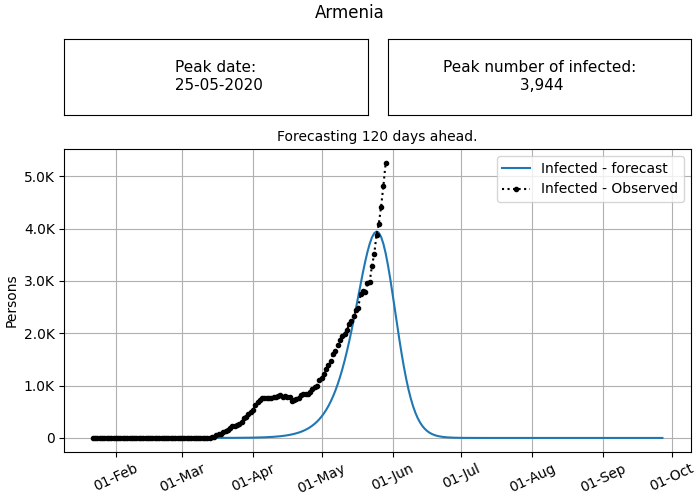 Armenia
Peak date:
25-05-2020
Peak number of infected:
3,944
Forecasting 120 days ahead.
Infected - forecast
Infected - Observed
Persons
5.0K
4.0K
3.0K
2.0K
1.0K
0
01-Feb
01-Mar
01-Apr
01-May
01-Jun
01-Jul
01-Aug
01-Sep
01-Oct